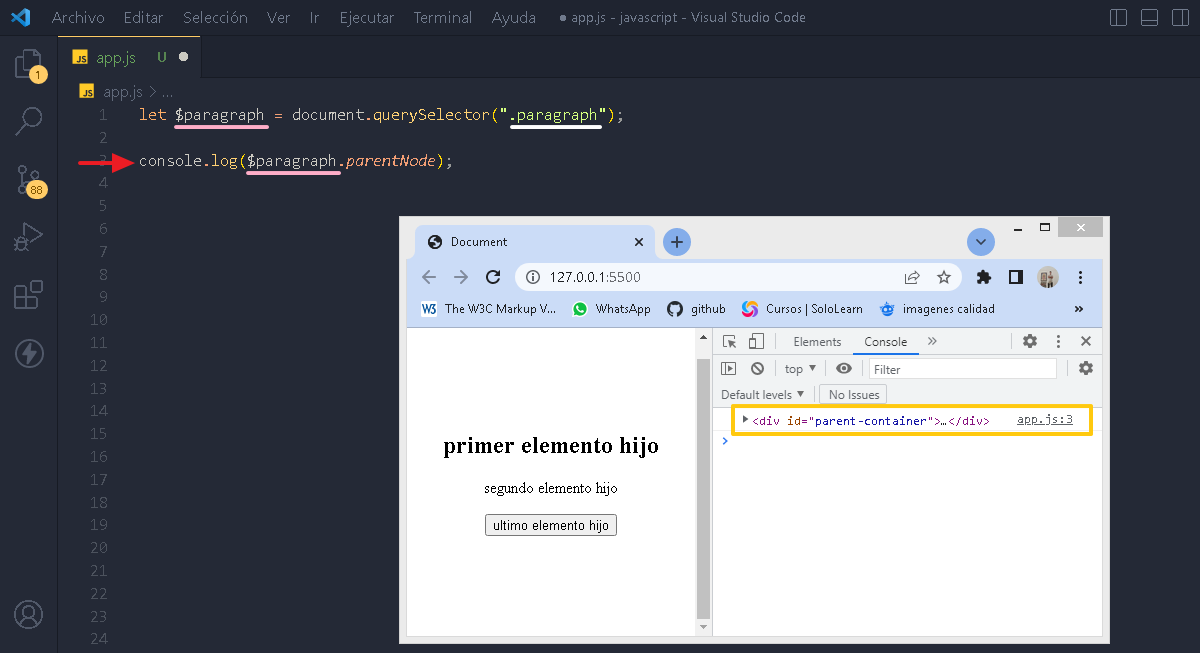 Archivo Editar Selección Ver Ir Ejecutar Terminal Ayuda ● app.js - javascript - Visual Studio Code
JS app.js U ●
JS app.js > ...
1
1 let $paragraph = document.querySelector(".paragraph");
2
3 console.log($paragraph.parentNode);
4
5
6
7
8
9
10
11
12
13
14
15
16
17
18
19
20
21
22
23
24
88
Document
127.0.0.1:5500
W3 The W3C Markup V... WhatsApp github Cursos | SoloLearn imagenes calidad »
Elements Console »
top ▼ Filter
Default levels ▼ No Issues
<div id="parent-container">…</div> app.js:3
primer elemento hijo
segundo elemento hijo
ultimo elemento hijo